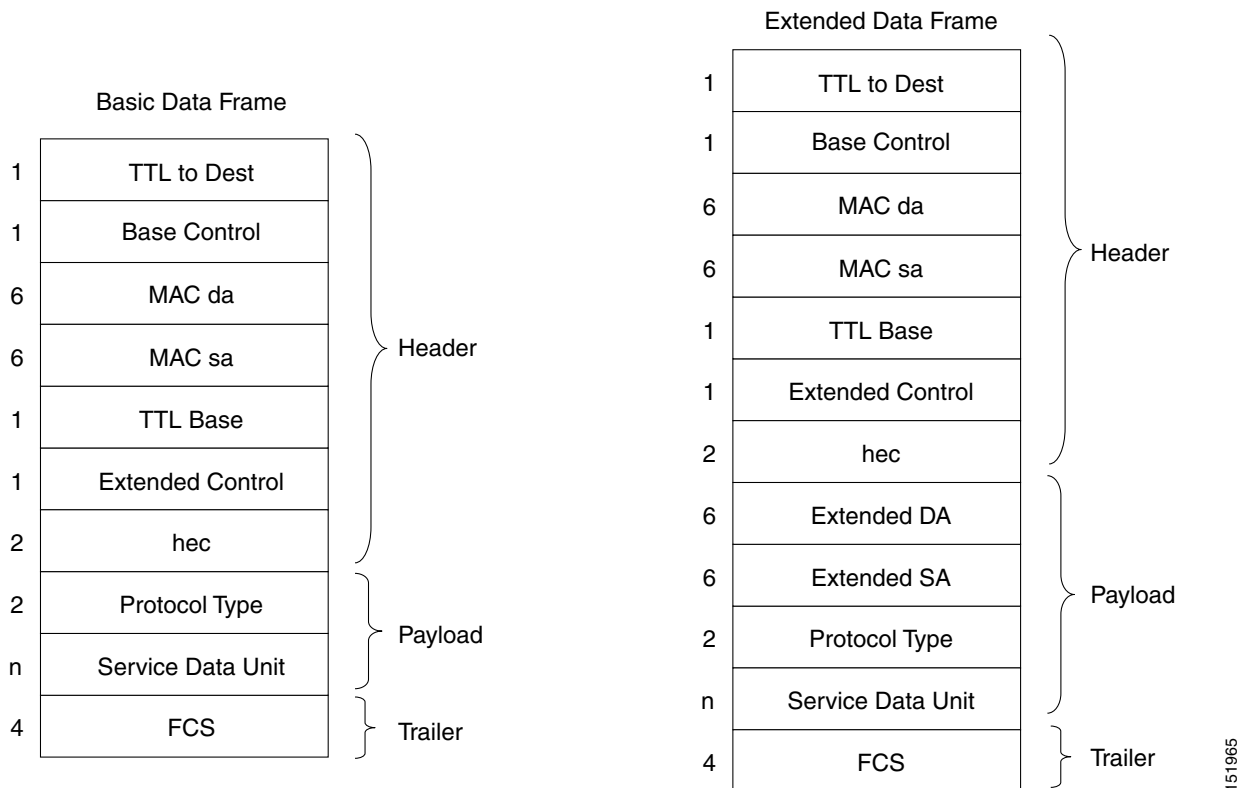 Basic Data Frame
1 TTL to Dest
1 Base Control
6 MAC da
6 MAC sa
1 TTL Base
1 Extended Control
2 hec
2 Protocol Type
n Service Data Unit
4 FCS
Header
Payload
Trailer
Extended Data Frame
1 TTL to Dest
1 Base Control
6 MAC da
6 MAC sa
1 TTL Base
1 Extended Control
2 hec
6 Extended DA
6 Extended SA
2 Protocol Type
n Service Data Unit
4 FCS
Header
Payload
Trailer
151965